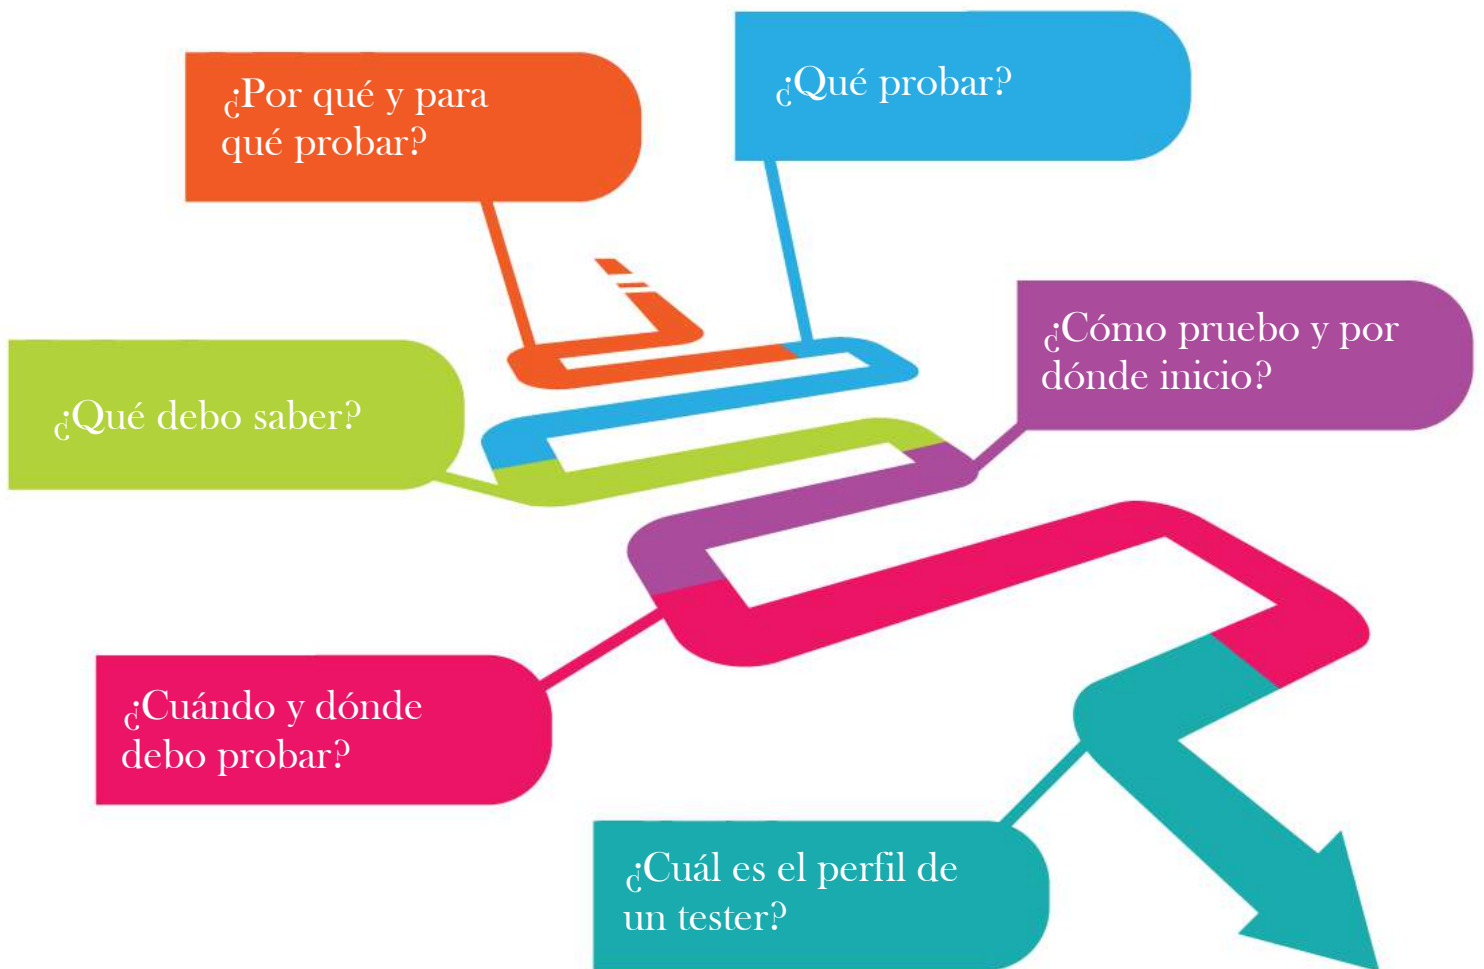 ¿Por qué y para
qué probar?
¿Qué probar?
¿Qué debo saber?
¿Cómo pruebo y por
dónde inicio?
¿Cuándo y dónde
debo probar?
¿Cuál es el perfil de
un tester?